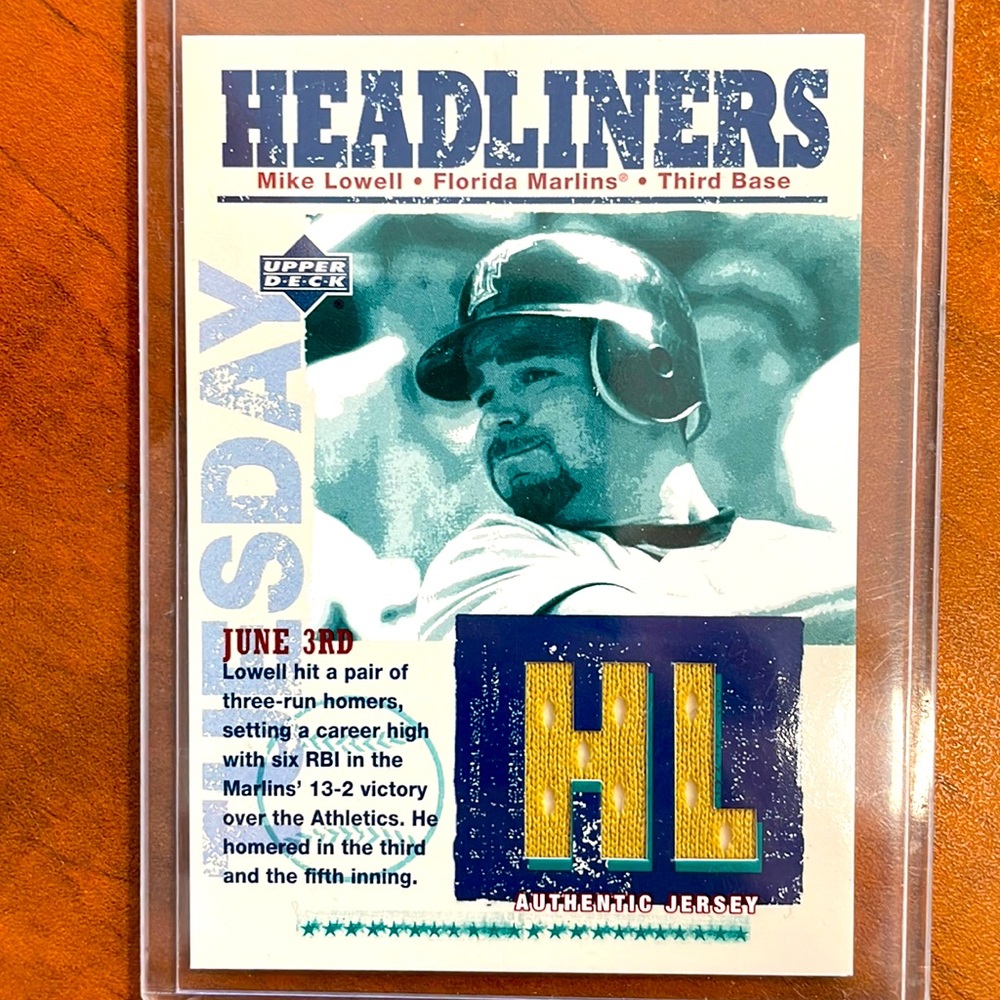 HEADLINERS
Mike Lowell • Florida Marlins® • Third Base
UPPER
D·E·C·K
TUESDAY
JUNE 3RD
Lowell hit a pair of
three-run homers,
setting a career high
with six RBI in the
Marlins’ 13-2 victory
over the Athletics. He
homered in the third
and the fifth inning.
HL
AUTHENTIC JERSEY